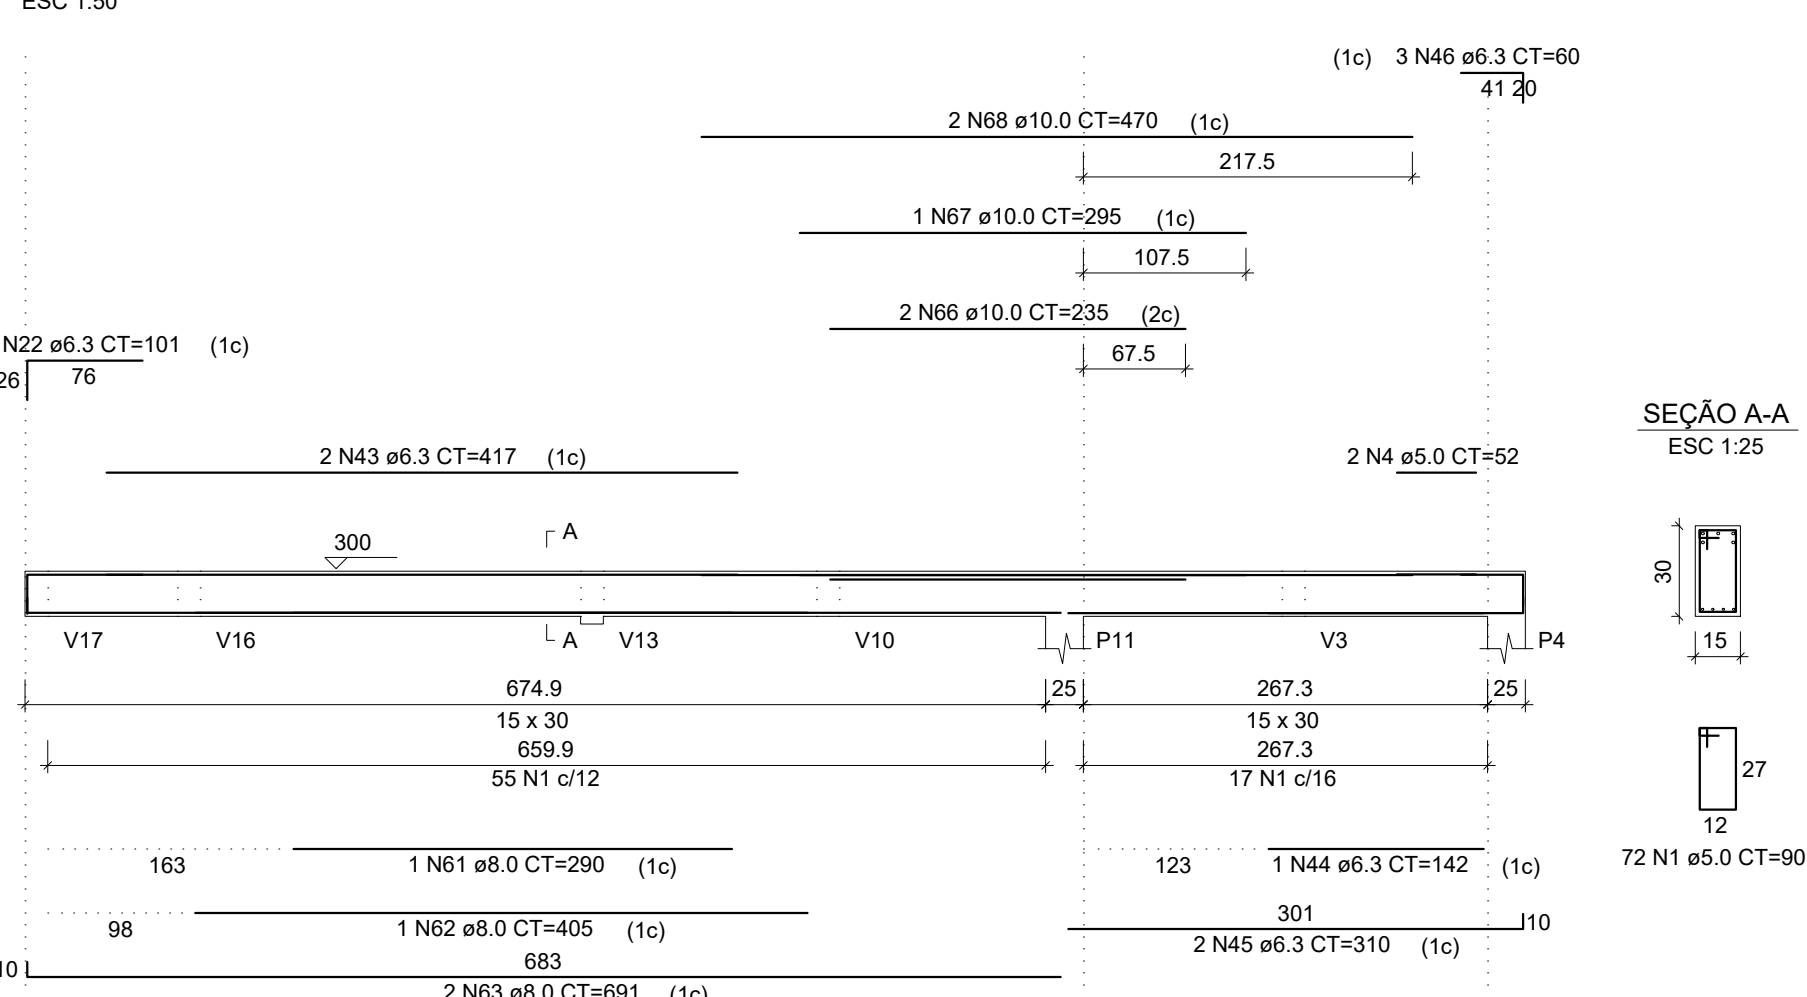 ESC 1:50
(1c) 3 N46 ø6.3 CT=60
41 20
2 N68 ø10.0 CT=470 (1c)
217.5
1 N67 ø10.0 CT=295 (1c)
107.5
2 N66 ø10.0 CT=235 (2c)
67.5
N22 ø6.3 CT=101 (1c)
26 76
SEÇÃO A-A
ESC 1:25
2 N43 ø6.3 CT=417 (1c)
2 N4 ø5.0 CT=52
A
300
30
V17 V16 A V13 V10 P11 V3 P4
15
674.9 25 267.3 25
15 x 30 15 x 30
659.9 267.3
55 N1 c/12 17 N1 c/16
27
12
72 N1 ø5.0 CT=90
163 1 N61 ø8.0 CT=290 (1c)
123 1 N44 ø6.3 CT=142 (1c)
98 1 N62 ø8.0 CT=405 (1c)
301 10
2 N45 ø6.3 CT=310 (1c)
10 683
2 N63 ø8.0 CT=691 (1c)